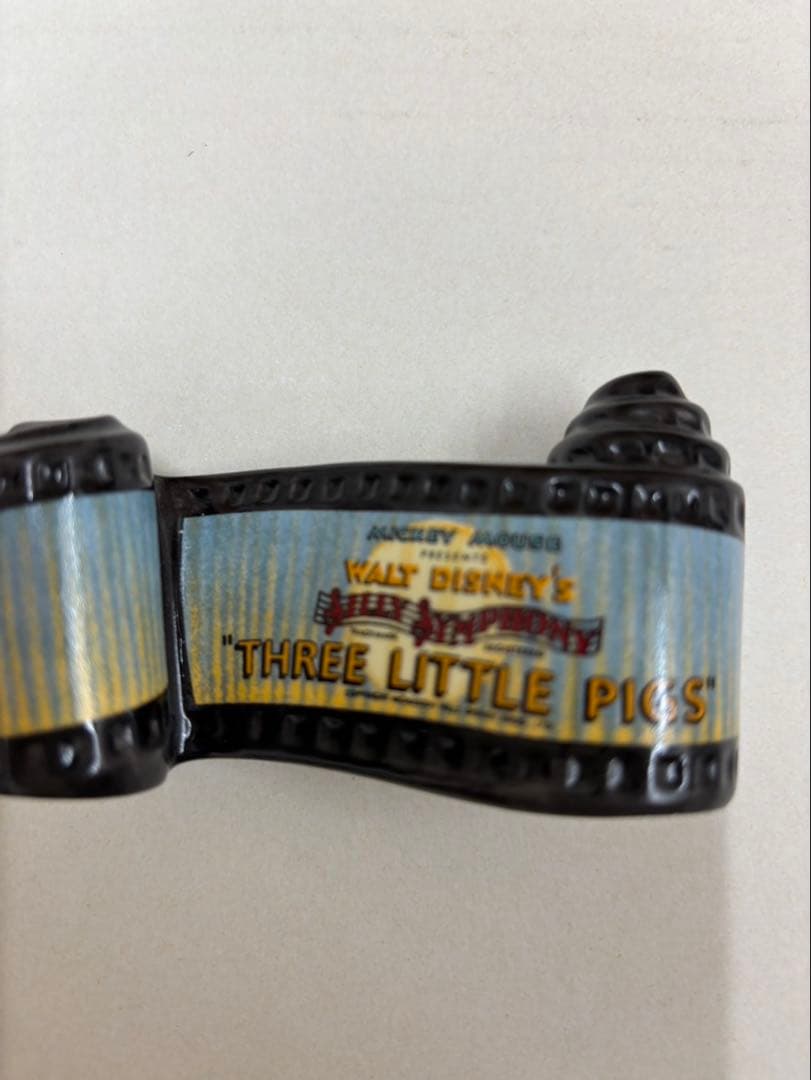 MICKEY MOUSE
PRESENTS
WALT DISNEY'S
SILLY SYMPHONY
"THREE LITTLE PIGS"